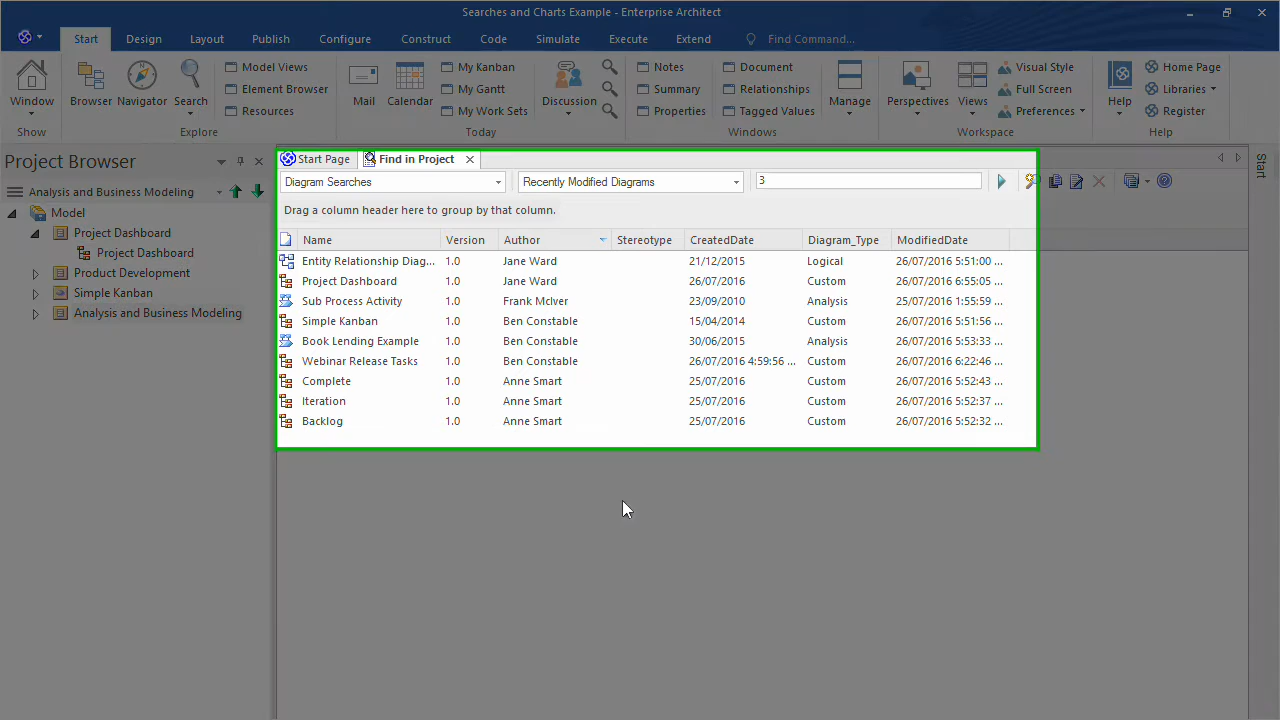 Searches and Charts Example - Enterprise Architect
Start Design Layout Publish Configure Construct Code Simulate Execute Extend Find Command...
Window Browser Navigator Search Model Views Element Browser Resources Mail Calendar My Kanban My Gantt My Work Sets Discussion Notes Summary Properties Document Relationships Tagged Values Manage Perspectives Views Visual Style Full Screen Preferences Help Home Page Libraries Register
Show Explore Today Windows Workspace Help
Project Browser
Analysis and Business Modeling
Model
Project Dashboard
Project Dashboard
Product Development
Simple Kanban
Analysis and Business Modeling
Start Page Find in Project
Diagram Searches Recently Modified Diagrams 3
Drag a column header here to group by that column.
Name Version Author Stereotype CreatedDate Diagram_Type ModifiedDate
Entity Relationship Diag... 1.0 Jane Ward 21/12/2015 Logical 26/07/2016 5:51:00 ...
Project Dashboard 1.0 Jane Ward 26/07/2016 Custom 26/07/2016 6:55:05 ...
Sub Process Activity 1.0 Frank McIver 23/09/2010 Analysis 25/07/2016 1:55:59 ...
Simple Kanban 1.0 Ben Constable 15/04/2014 Custom 26/07/2016 5:51:56 ...
Book Lending Example 1.0 Ben Constable 30/06/2015 Analysis 26/07/2016 5:53:33 ...
Webinar Release Tasks 1.0 Ben Constable 26/07/2016 4:59:56 ... Custom 26/07/2016 6:22:46 ...
Complete 1.0 Anne Smart 25/07/2016 Custom 26/07/2016 5:52:43 ...
Iteration 1.0 Anne Smart 25/07/2016 Custom 26/07/2016 5:52:37 ...
Backlog 1.0 Anne Smart 25/07/2016 Custom 26/07/2016 5:52:32 ...
Start